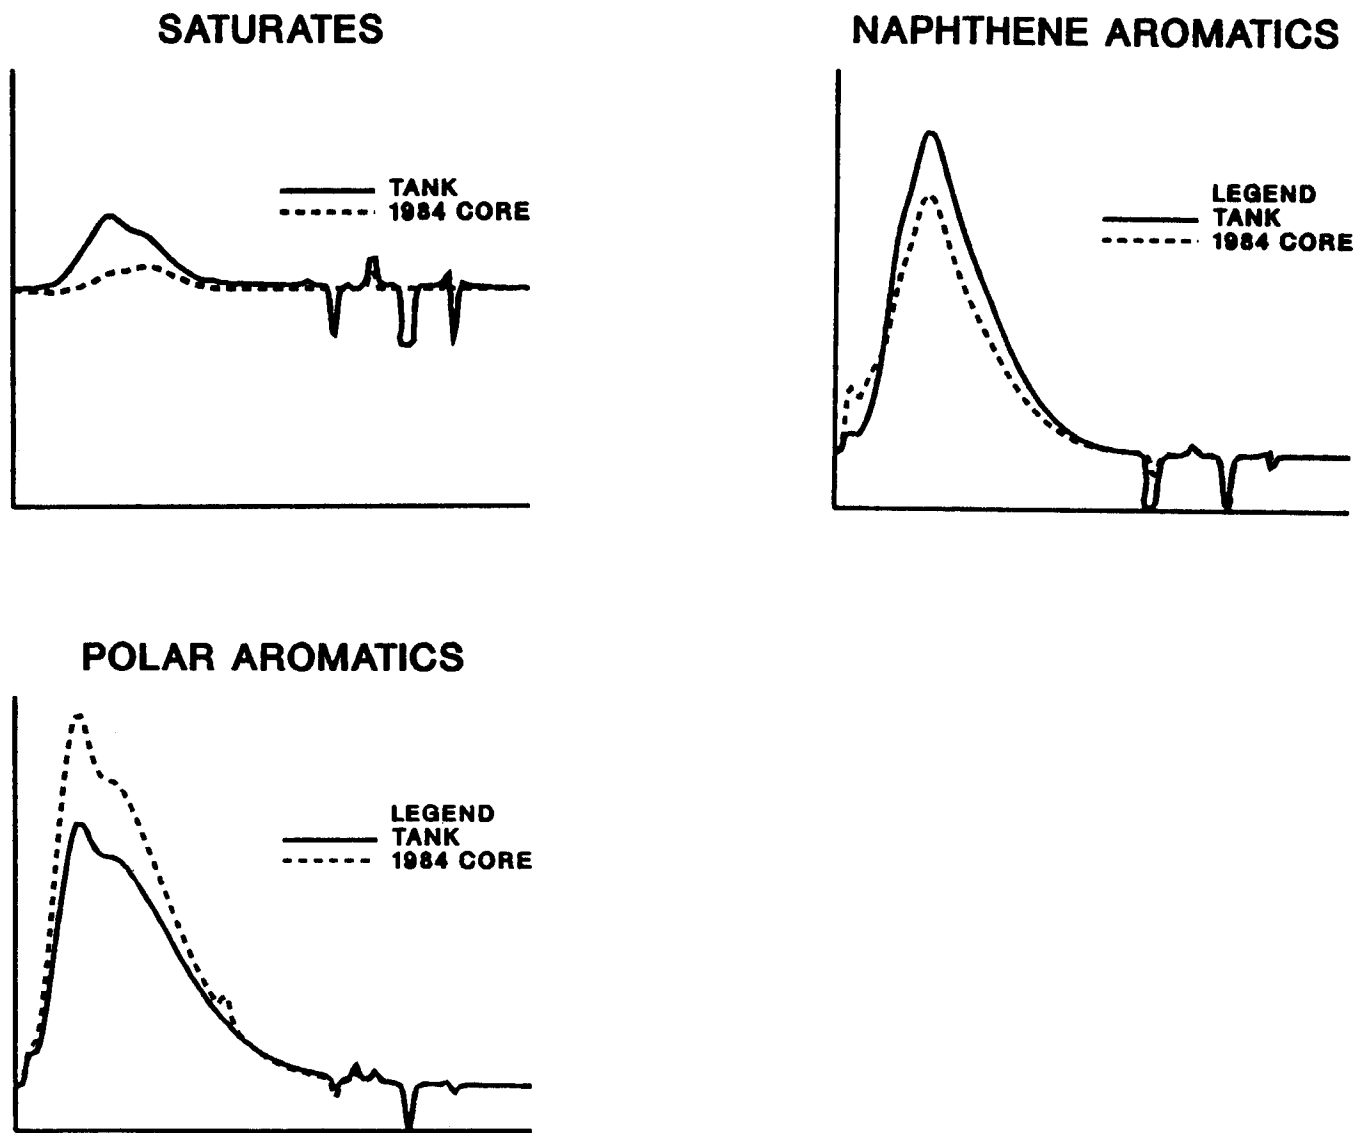 SATURATES
TANK
1984 CORE
NAPHTHENE AROMATICS
LEGEND
TANK
1984 CORE
POLAR AROMATICS
LEGEND
TANK
1984 CORE